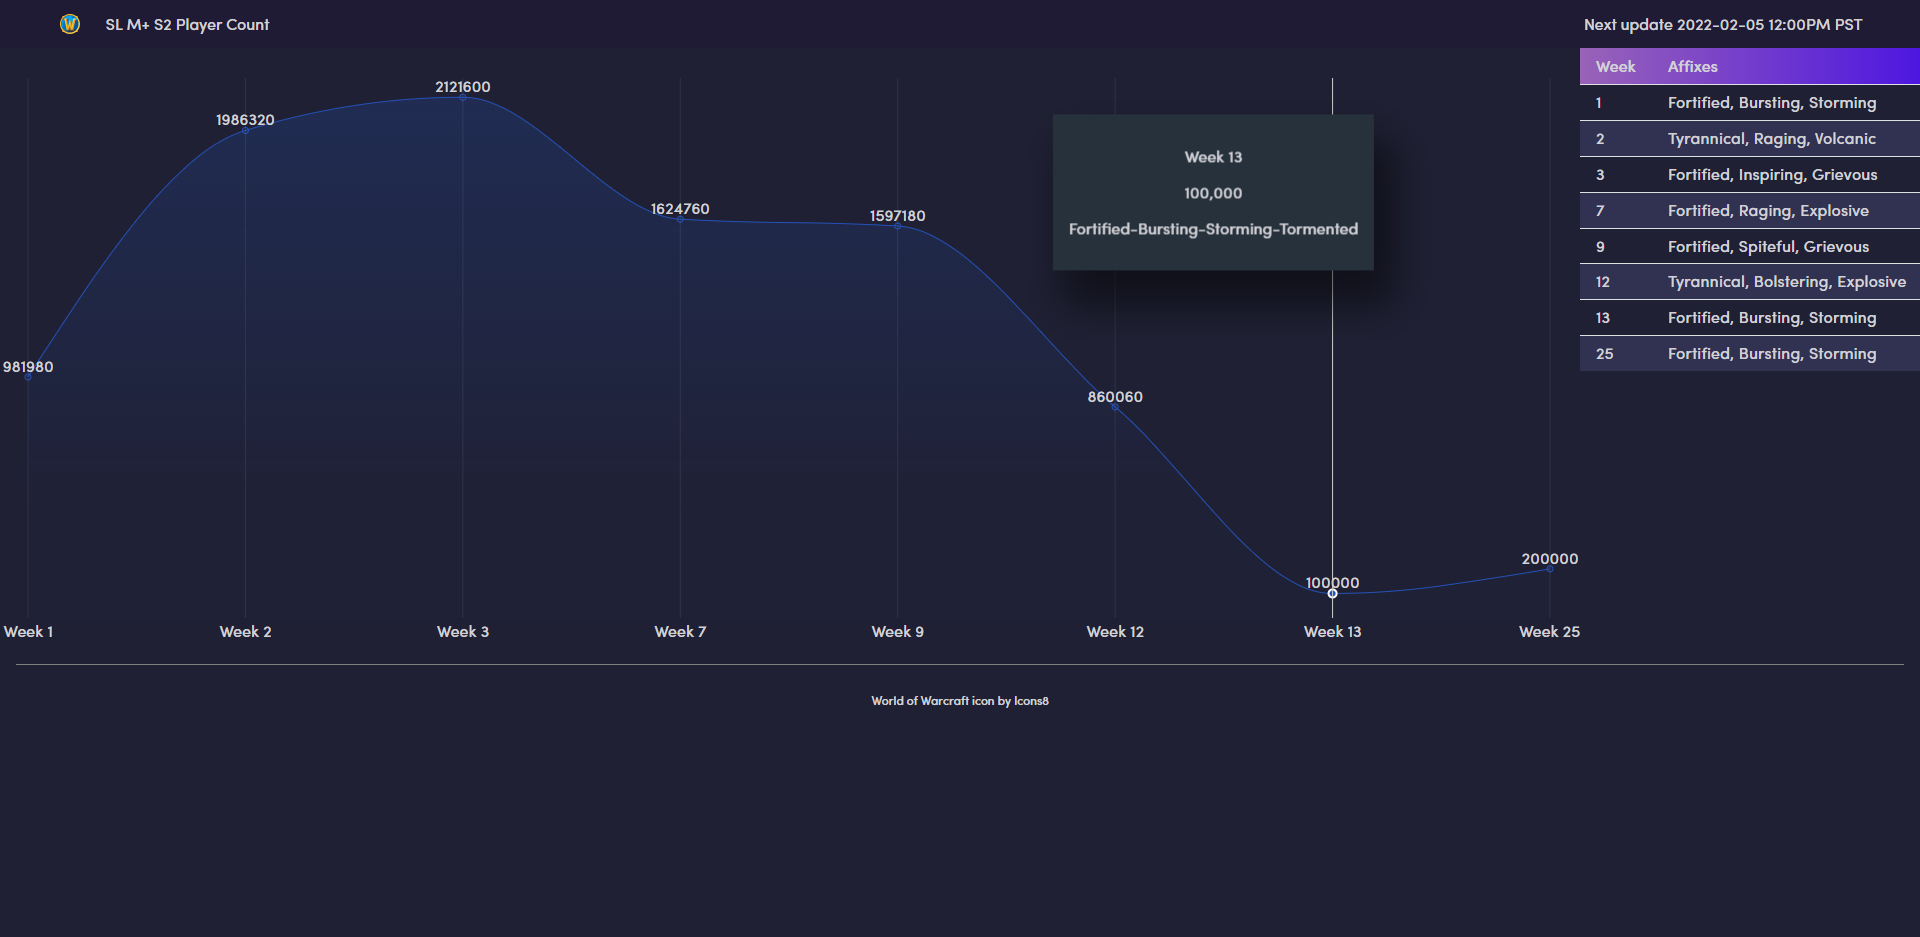 SL M+ S2 Player Count
Next update 2022-02-05 12:00PM PST
981980
1986320
2121600
1624760
1597180
860060
100000
200000
Week 13
100,000
Fortified-Bursting-Storming-Tormented
Week 1 Week 2 Week 3 Week 7 Week 9 Week 12 Week 13 Week 25
Week Affixes
1 Fortified, Bursting, Storming
2 Tyrannical, Raging, Volcanic
3 Fortified, Inspiring, Grievous
7 Fortified, Raging, Explosive
9 Fortified, Spiteful, Grievous
12 Tyrannical, Bolstering, Explosive
13 Fortified, Bursting, Storming
25 Fortified, Bursting, Storming
World of Warcraft icon by Icons8